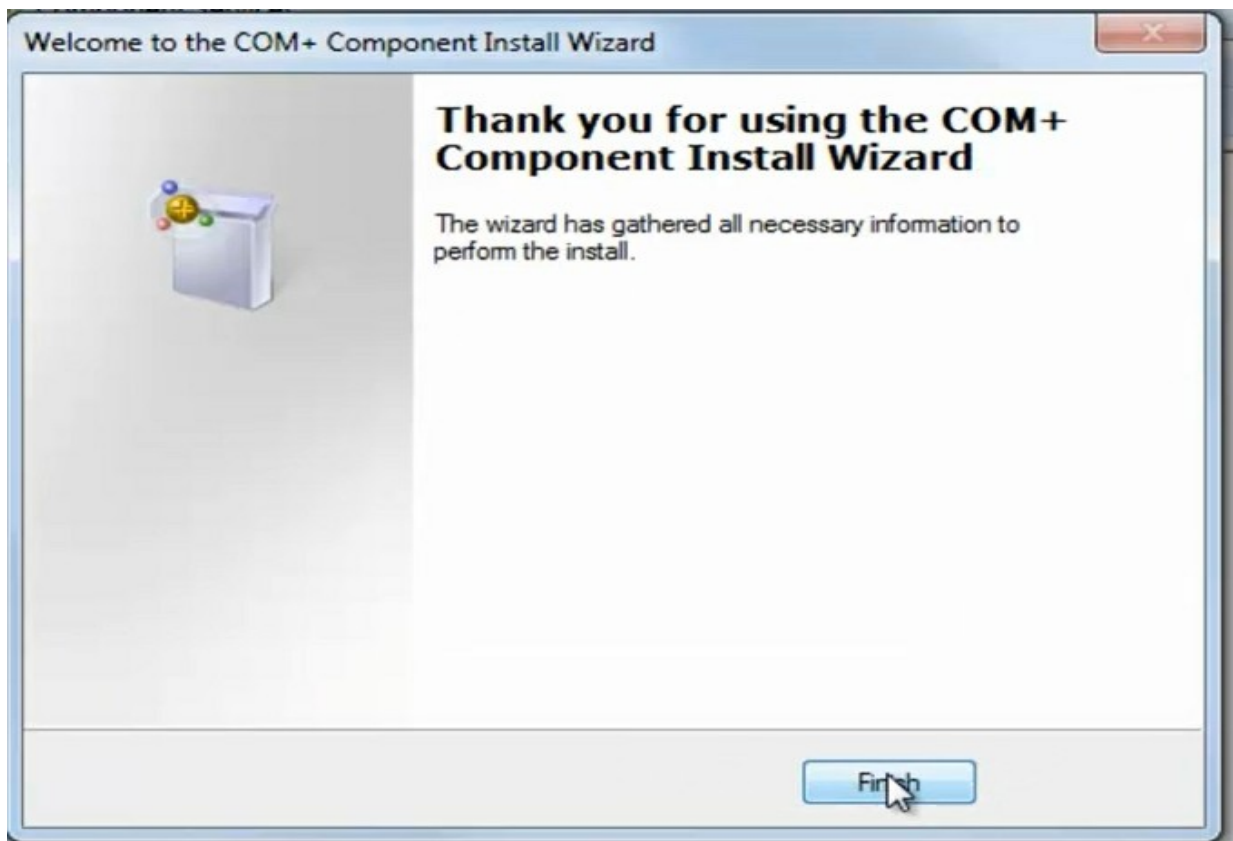 Welcome to the COM+ Component Install Wizard
Thank you for using the COM+
Component Install Wizard
The wizard has gathered all necessary information to
perform the install.